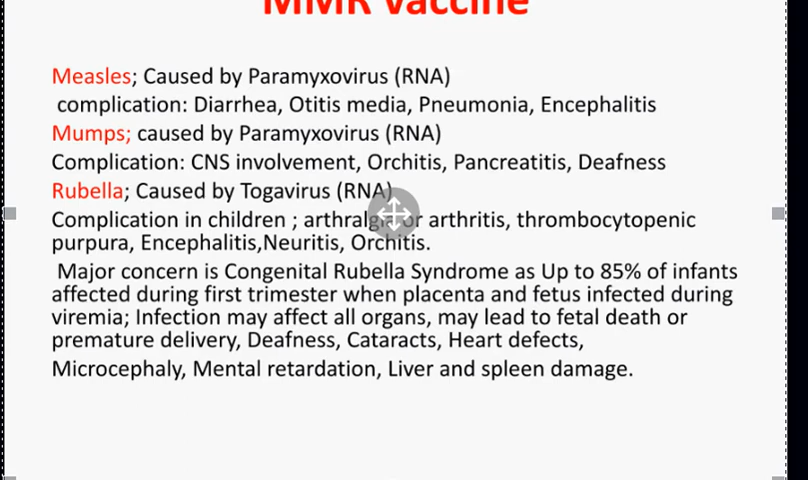 MMR Vaccine
Measles; Caused by Paramyxovirus (RNA)
complication: Diarrhea, Otitis media, Pneumonia, Encephalitis
Mumps; caused by Paramyxovirus (RNA)
Complication: CNS involvement, Orchitis, Pancreatitis, Deafness
Rubella; Caused by Togavirus (RNA)
Complication in children ; arthralgia or arthritis, thrombocytopenic
purpura, Encephalitis,Neuritis, Orchitis.
Major concern is Congenital Rubella Syndrome as Up to 85% of infants
affected during first trimester when placenta and fetus infected during
viremia; Infection may affect all organs, may lead to fetal death or
premature delivery, Deafness, Cataracts, Heart defects,
Microcephaly, Mental retardation, Liver and spleen damage.